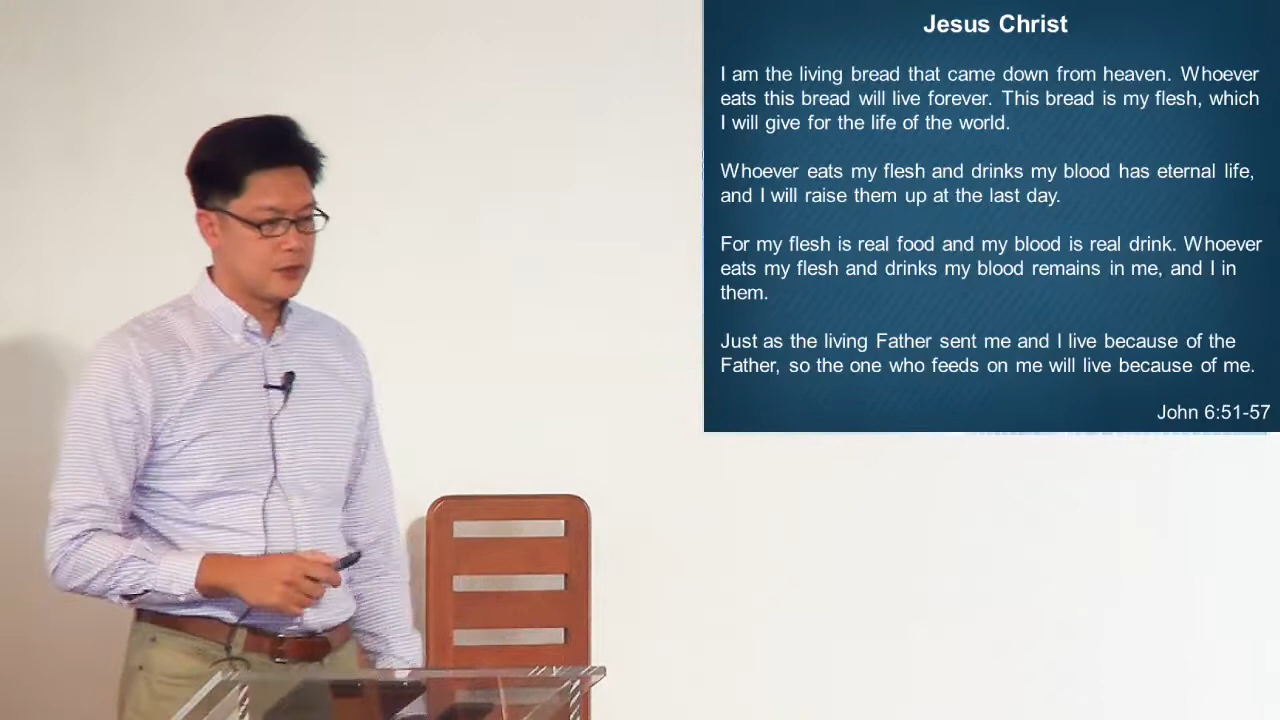 Jesus Christ
I am the living bread that came down from heaven. Whoever
eats this bread will live forever. This bread is my flesh, which
I will give for the life of the world.
Whoever eats my flesh and drinks my blood has eternal life,
and I will raise them up at the last day.
For my flesh is real food and my blood is real drink. Whoever
eats my flesh and drinks my blood remains in me, and I in
them.
Just as the living Father sent me and I live because of the
Father, so the one who feeds on me will live because of me.
John 6:51-57